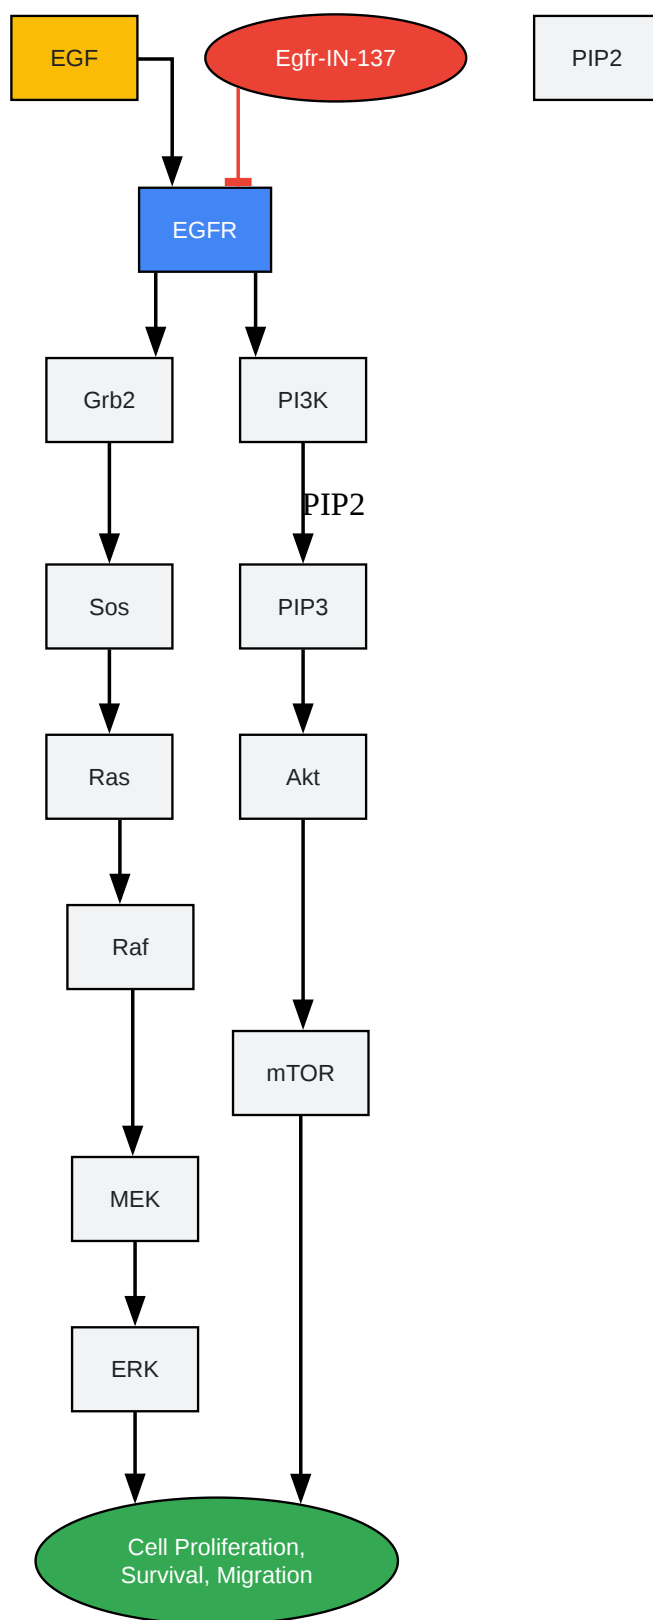 EGF
Egfr-IN-137
PIP2
EGFR
Grb2
PI3K
PIP2
Sos
PIP3
Ras
Akt
Raf
mTOR
MEK
ERK
Cell Proliferation,
Survival, Migration